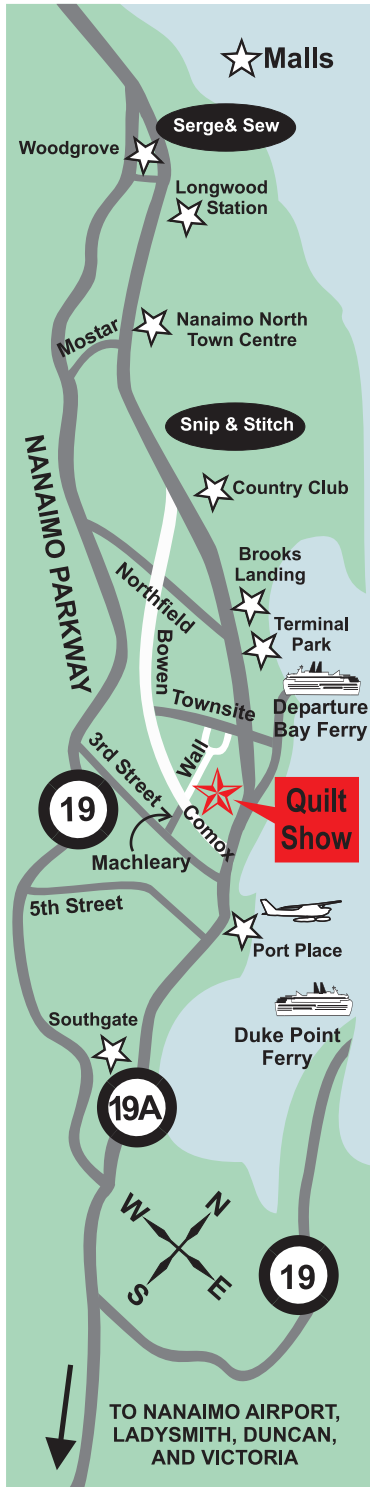 Malls
Serge& Sew
Woodgrove
Longwood
Station
Mostar
Nanaimo North
Town Centre
Snip & Stitch
NANAIMO PARKWAY
Country Club
Northfield
Bowen
Brooks
Landing
Terminal
Park
Townsite
Departure
Bay Ferry
Wall
3rd Street
19
Quilt
Show
Comox
Machleary
5th Street
Port Place
Southgate
Duke Point
Ferry
19A
W
N
S
E
19
TO NANAIMO AIRPORT,
LADYSMITH, DUNCAN,
AND VICTORIA